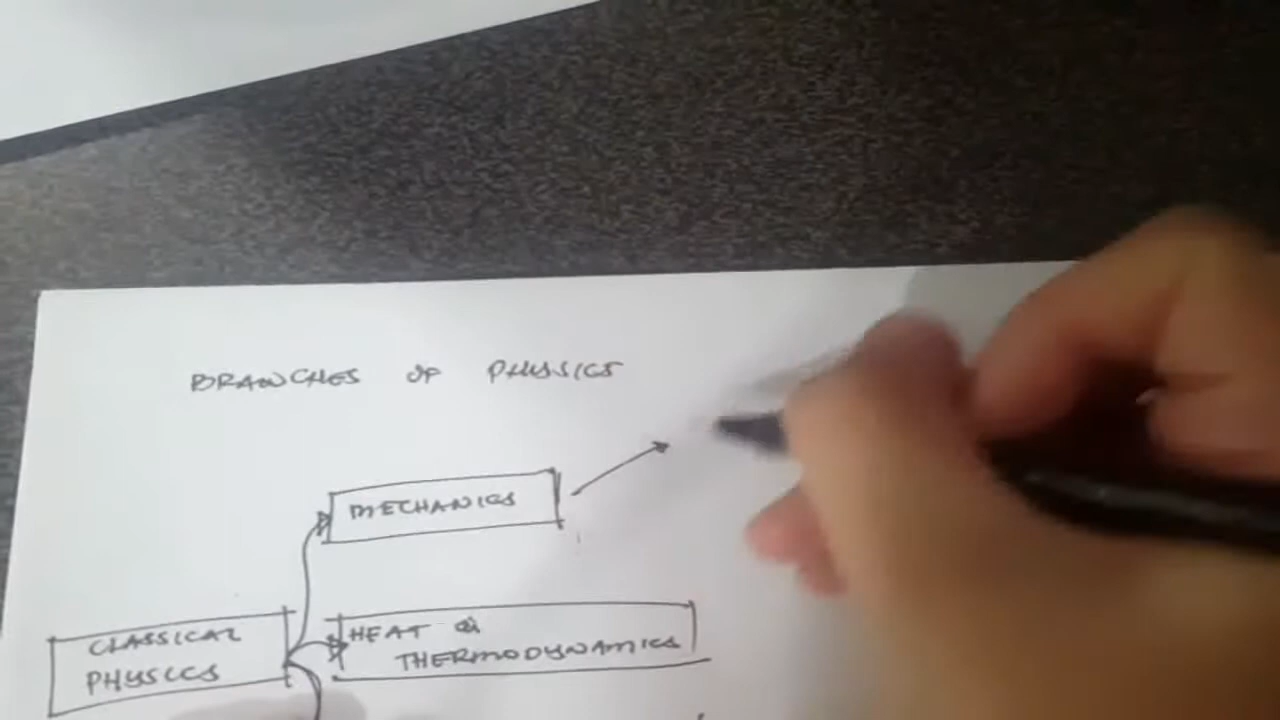 BRANCHES OF PHYSICS
MECHANICS
HEAT &
THERMODYNAMICS
CLASSICAL
PHYSICS